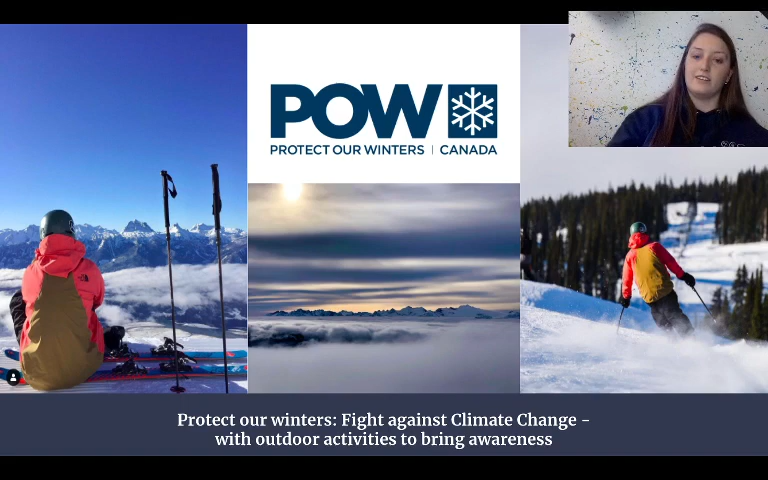 POW
PROTECT OUR WINTERS | CANADA
Protect our winters: Fight against Climate Change -
with outdoor activities to bring awareness